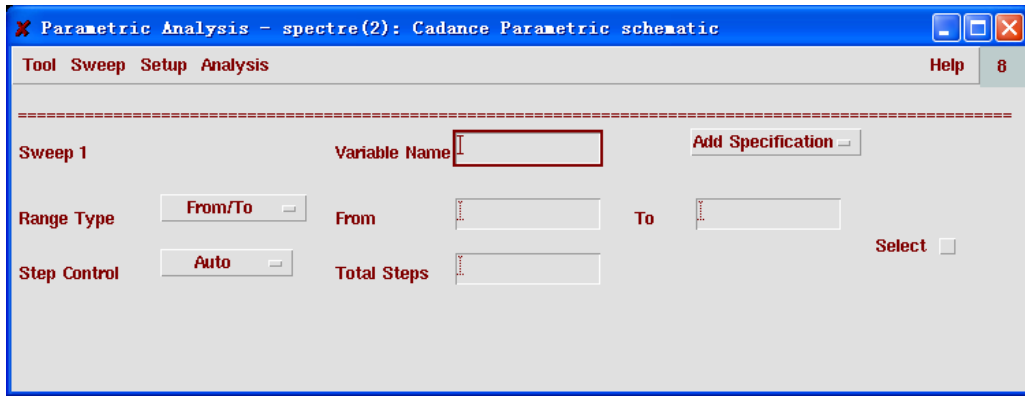 X Parametric Analysis - spectre(2): Cadance Parametric schematic
Tool Sweep Setup Analysis Help 8
Sweep 1 Variable Name Add Specification
Range Type From/To From To
Select
Step Control Auto Total Steps